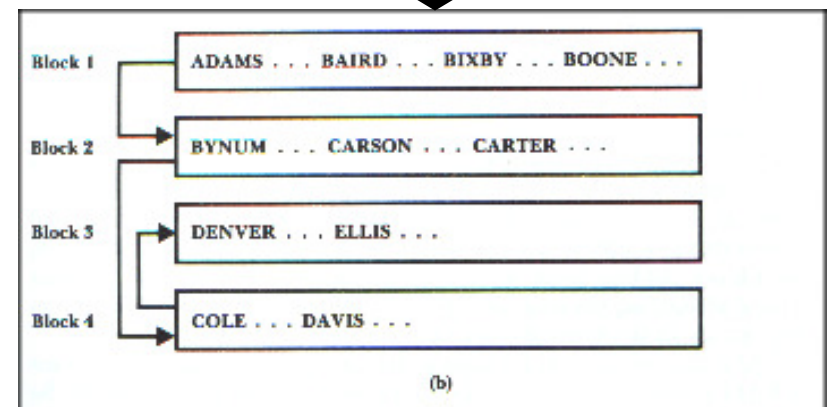 Block 1 ADAMS . . . BAIRD . . . BIXBY . . . BOONE . . .
Block 2 BYNUM . . . CARSON . . . CARTER . . .
Block 3 DENVER . . . ELLIS . . .
Block 4 COLE . . . DAVIS . . .
(b)